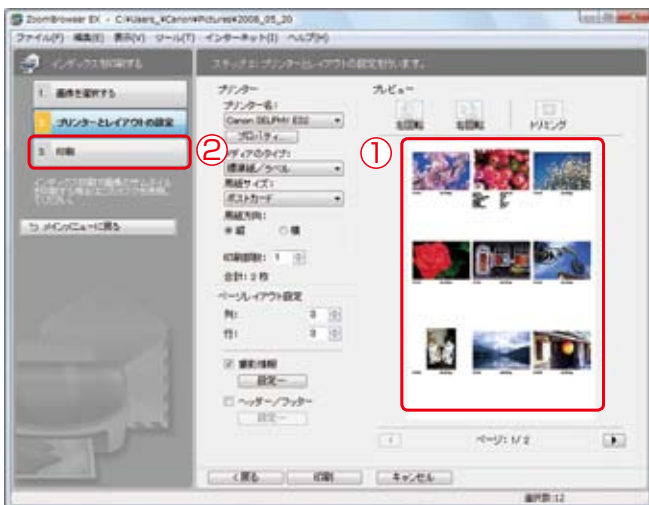 ZoomBrowser EX - C:¥Users_¥Canon¥Pictures¥2008_05_20
ファイル(F) 編集(E) 表示(V) ツール(T) インターネット(I) ヘルプ(H)
インデックスを印刷する
1. 画像を選択する
2. プリンターとレイアウトの設定
3. 印刷
②
メインメニューに戻る
ステップ2: プリンターとレイアウトの設定を行います。
プリンター
プリンター名:
Canon SELPHY ES2
プロパティ...
メディアのタイプ:
標準紙/ラベル
用紙サイズ:
ポストカード
用紙方向:
縦 横
印刷部数: 1
合計: 2 枚
ページレイアウト設定
列: 3
行: 3
撮影情報
設定...
ヘッダー/フッター
設定...
プレビュー
左回転 右回転 トリミング
①
ページ: 1/ 2
< 戻る 印刷 キャンセル
選択数:12